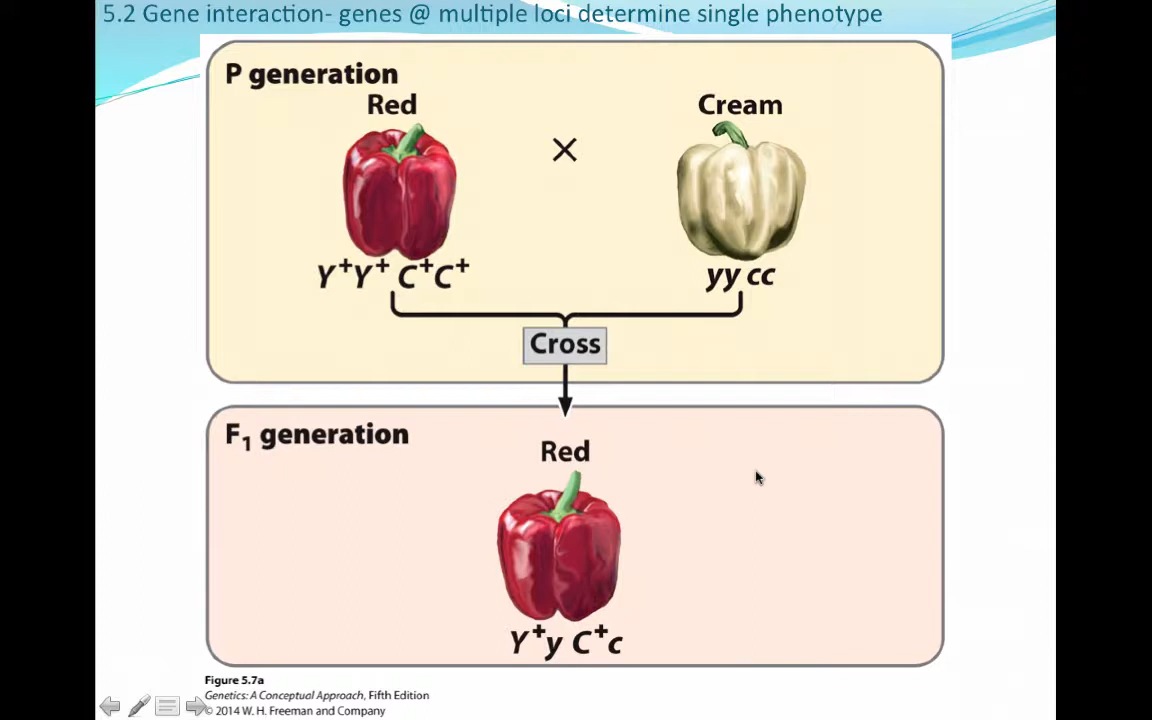 5.2 Gene interaction- genes @ multiple loci determine single phenotype
P generation
Red
Cream
×
Y⁺Y⁺ C⁺C⁺
yy cc
Cross
F₁ generation
Red
Y⁺y C⁺c
Figure 5.7a
Genetics: A Conceptual Approach, Fifth Edition
© 2014 W. H. Freeman and Company